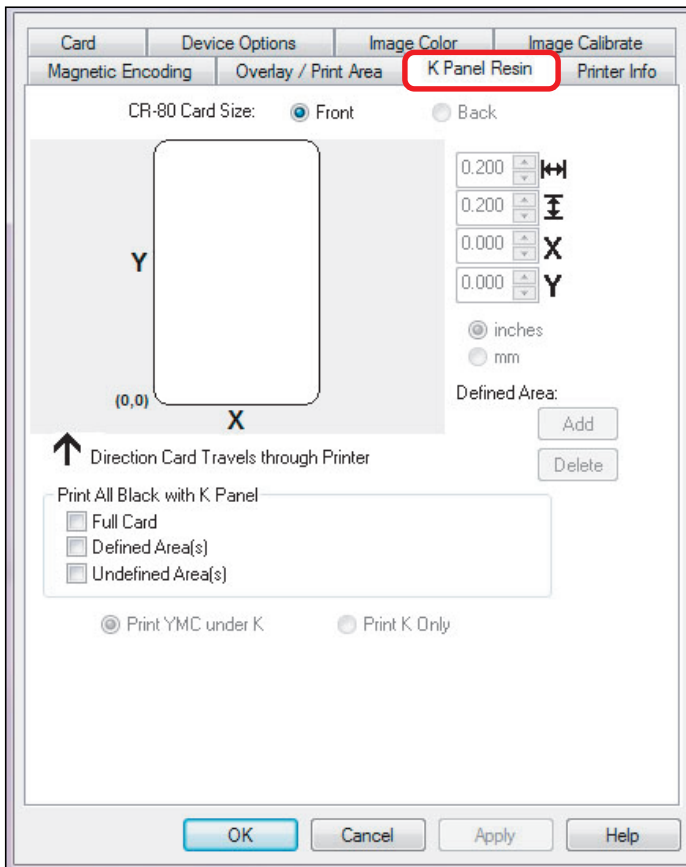 Card Device Options Image Color Image Calibrate
Magnetic Encoding Overlay / Print Area K Panel Resin Printer Info
CR-80 Card Size: Front Back
0.200
0.200
0.000 X
Y
0.000 Y
(0,0)
X
inches
mm
Defined Area:
Add
Direction Card Travels through Printer
Delete
Print All Black with K Panel
Full Card
Defined Area(s)
Undefined Area(s)
Print YMC under K Print K Only
OK Cancel Apply Help